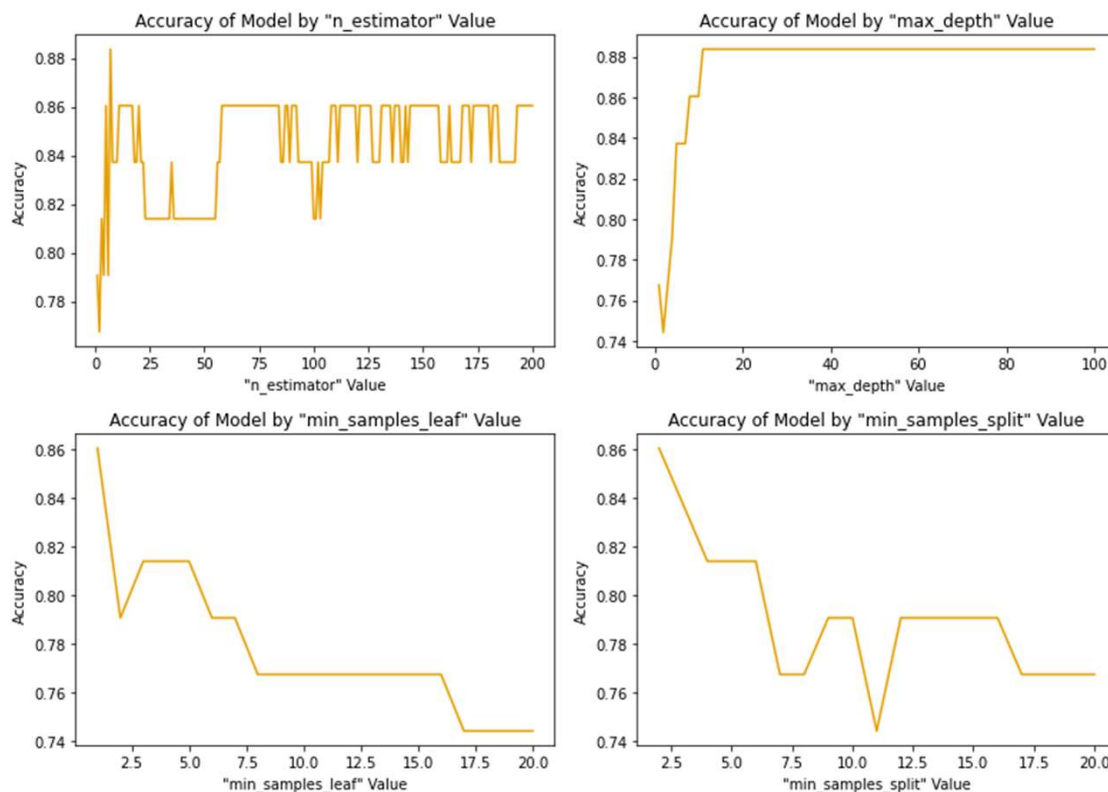 Accuracy of Model by "n_estimator" Value
Accuracy
0.88
0.86
0.84
0.82
0.80
0.78
0 25 50 75 100 125 150 175 200
"n_estimator" Value
Accuracy of Model by "max_depth" Value
Accuracy
0.88
0.86
0.84
0.82
0.80
0.78
0.76
0.74
0 20 40 60 80 100
"max_depth" Value
Accuracy of Model by "min_samples_leaf" Value
Accuracy
0.86
0.84
0.82
0.80
0.78
0.76
0.74
2.5 5.0 7.5 10.0 12.5 15.0 17.5 20.0
"min_samples_leaf" Value
Accuracy of Model by "min_samples_split" Value
Accuracy
0.86
0.84
0.82
0.80
0.78
0.76
0.74
2.5 5.0 7.5 10.0 12.5 15.0 17.5 20.0
"min_samples_split" Value